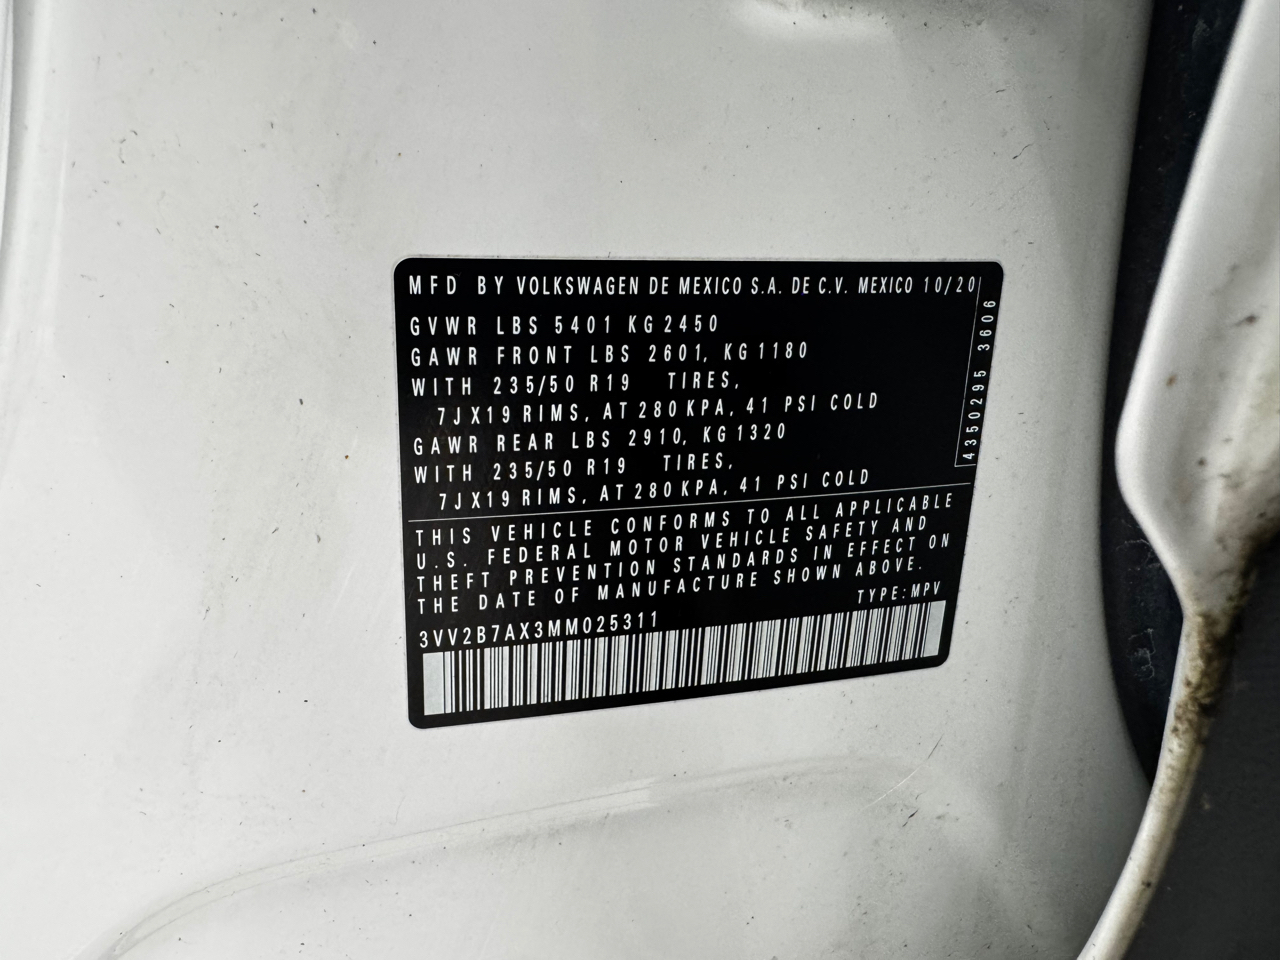 MFD BY VOLKSWAGEN DE MEXICO S.A. DE C.V. MEXICO 10/20
GVWR LBS 5401 KG 2450
GAWR FRONT LBS 2601, KG 1180
WITH 235/50 R19 TIRES,
7JX19 RIMS, AT 280 KPA, 41 PSI COLD
GAWR REAR LBS 2910, KG 1320
WITH 235/50 R19 TIRES,
7JX19 RIMS, AT 280 KPA, 41 PSI COLD
4350295 3606
THIS VEHICLE CONFORMS TO ALL APPLICABLE
U.S. FEDERAL MOTOR VEHICLE SAFETY AND
THEFT PREVENTION STANDARDS IN EFFECT ON
THE DATE OF MANUFACTURE SHOWN ABOVE.
TYPE:MPV
3VV2B7AX3MM025311